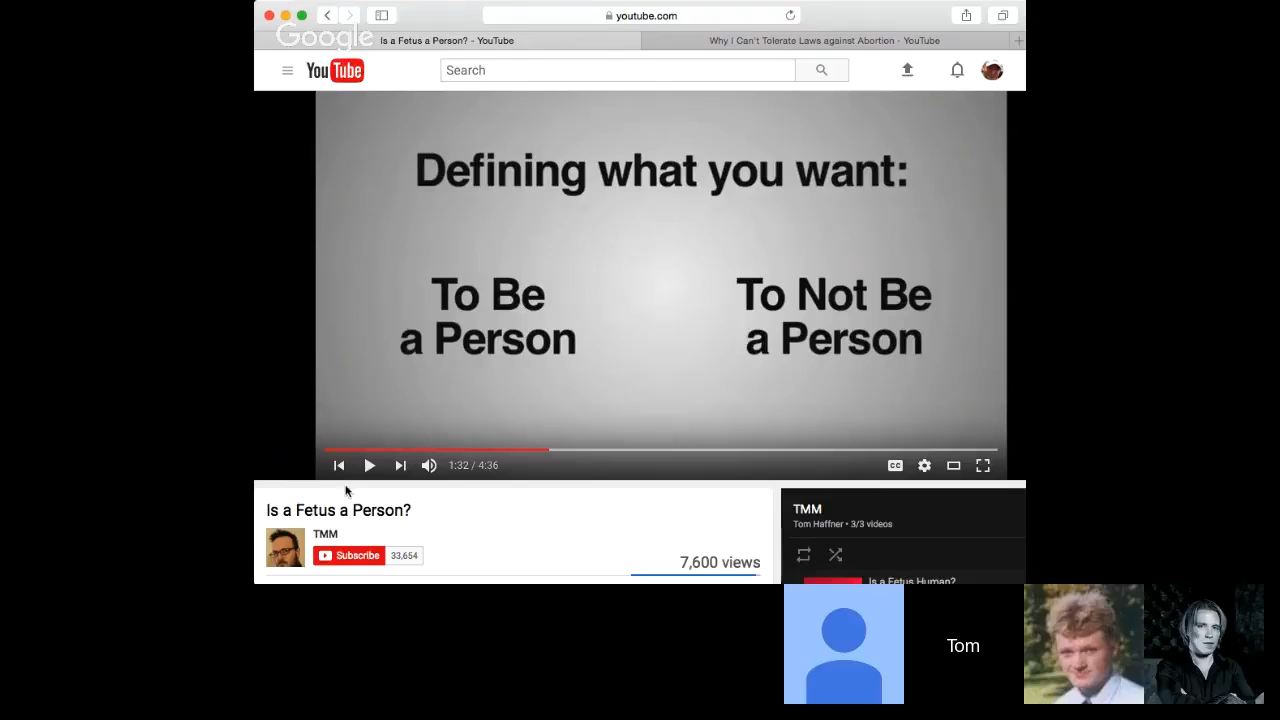 youtube.com
Google
Is a Fetus a Person? - YouTube
Why I Can't Tolerate Laws against Abortion - YouTube
YouTube
Search
Defining what you want:
To Be
a Person
To Not Be
a Person
1:32 / 4:36
CC
Is a Fetus a Person?
TMM
Subscribe 33,654
7,600 views
TMM
Tom Haffner • 3/3 videos
Is a Fetus Human?
Tom